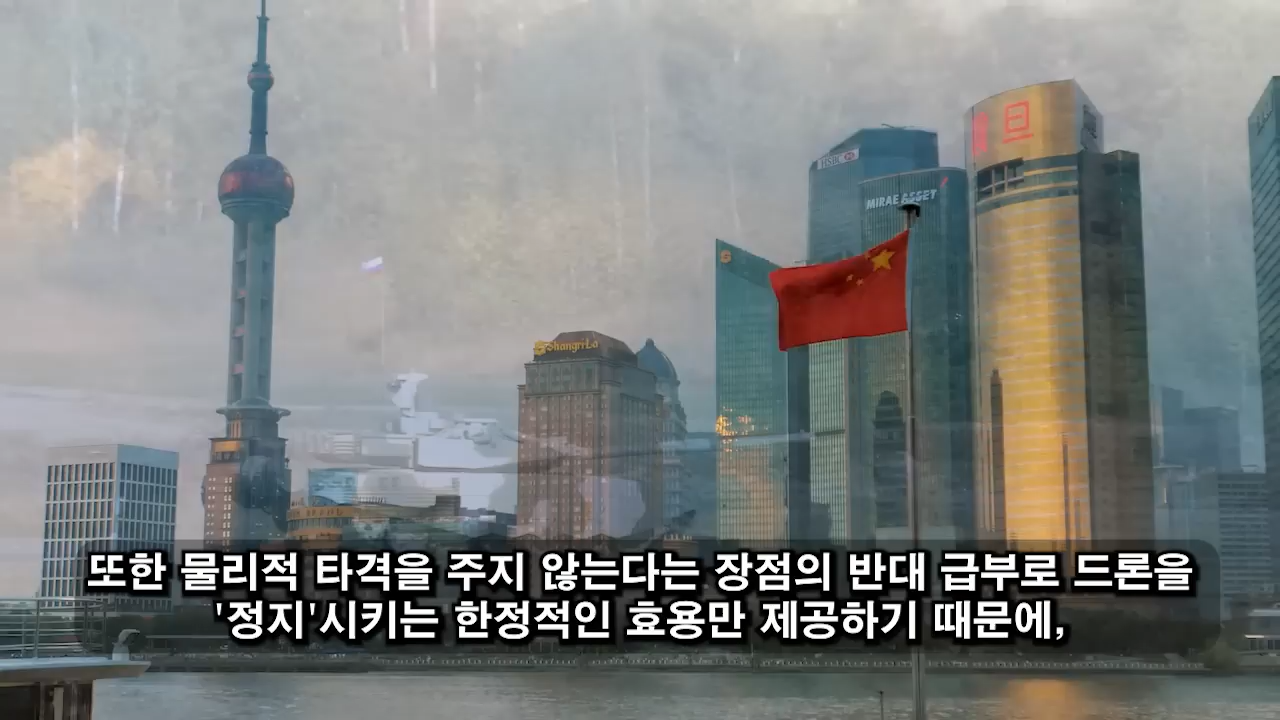 旦
HSBC
MIRAE ASSET
Shangri-La
또한 물리적 타격을 주지 않는다는 장점의 반대 급부로 드론을
'정지'시키는 한정적인 효용만 제공하기 때문에,